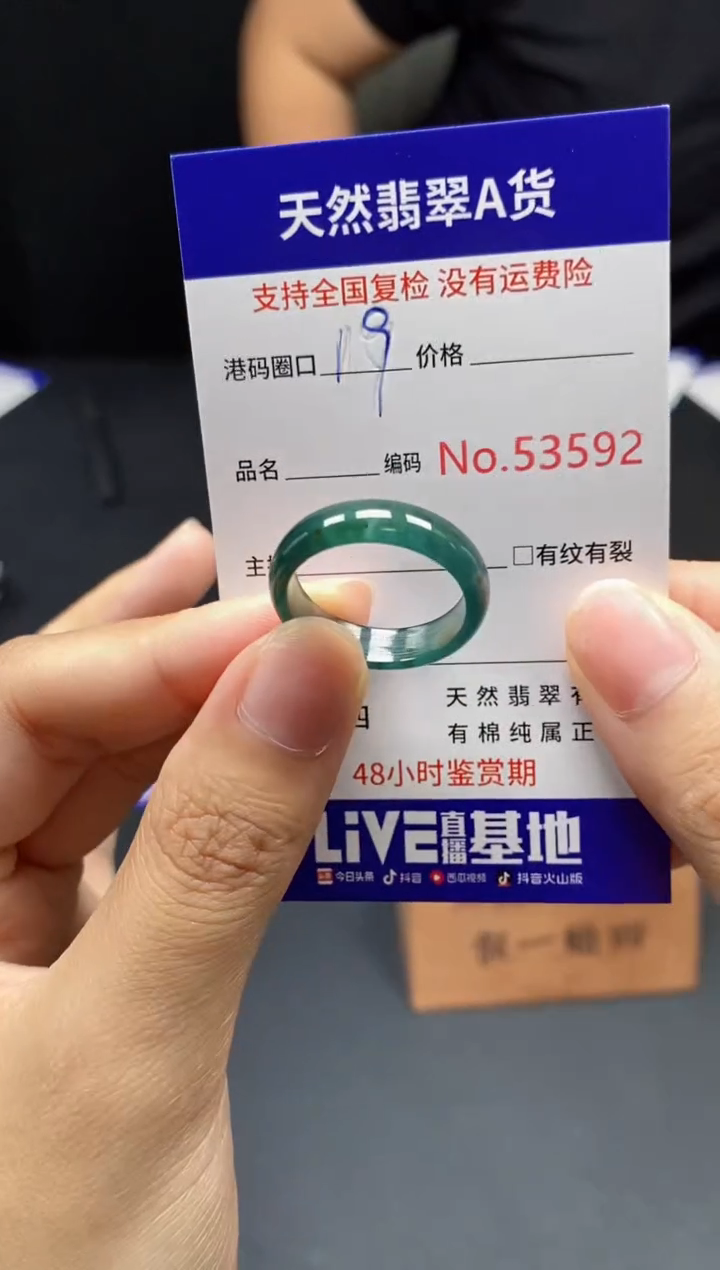 天然翡翠A货
支持全国复检 没有运费险
港码圈口 19 价格
品名 编码 No.53592
主 □有纹有裂
天然翡翠
有棉纯属正
48小时鉴赏期
LiVE直播基地
今日头条 抖音 西瓜视频 抖音火山版